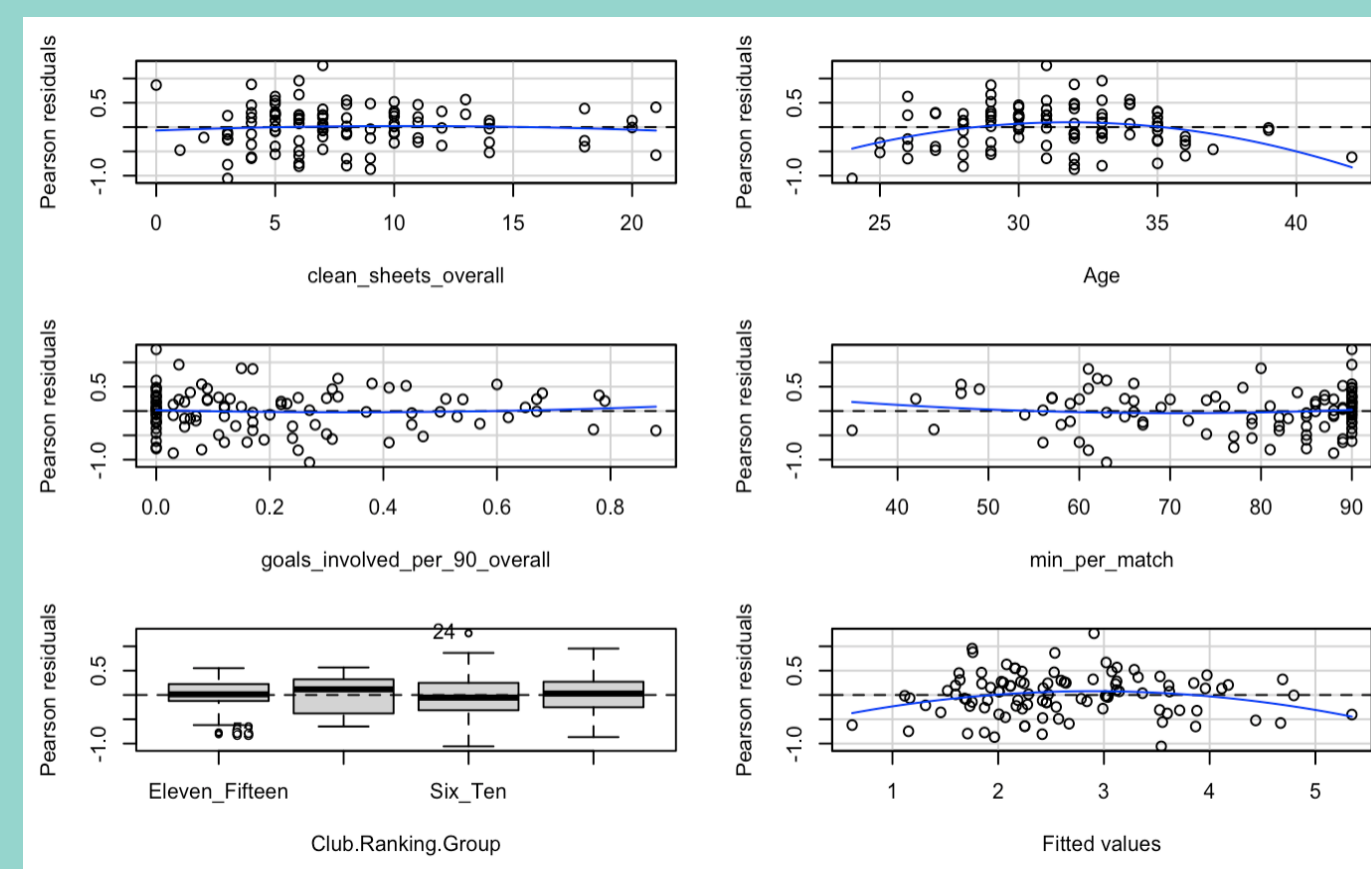 Pearson residuals
0.5
-1.0
0 5 10 15 20
clean_sheets_overall
Pearson residuals
0.5
-1.0
25 30 35 40
Age
Pearson residuals
0.5
-1.0
0.0 0.2 0.4 0.6 0.8
goals_involved_per_90_overall
Pearson residuals
0.5
-1.0
40 50 60 70 80 90
min_per_match
Pearson residuals
0.5
-1.0
24
Eleven_Fifteen Six_Ten
Club.Ranking.Group
Pearson residuals
0.5
-1.0
1 2 3 4 5
Fitted values